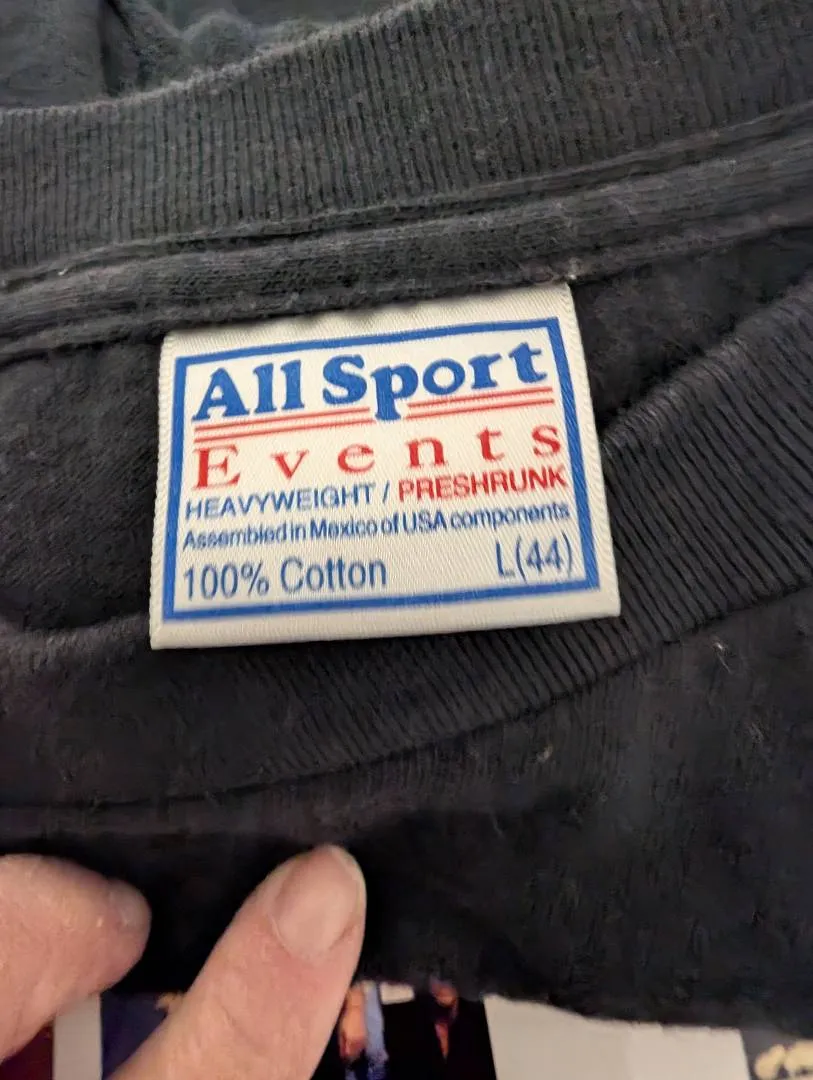 All Sport
Events
HEAVYWEIGHT / PRESHRUNK
Assembled in Mexico of USA components
100% Cotton L(44)